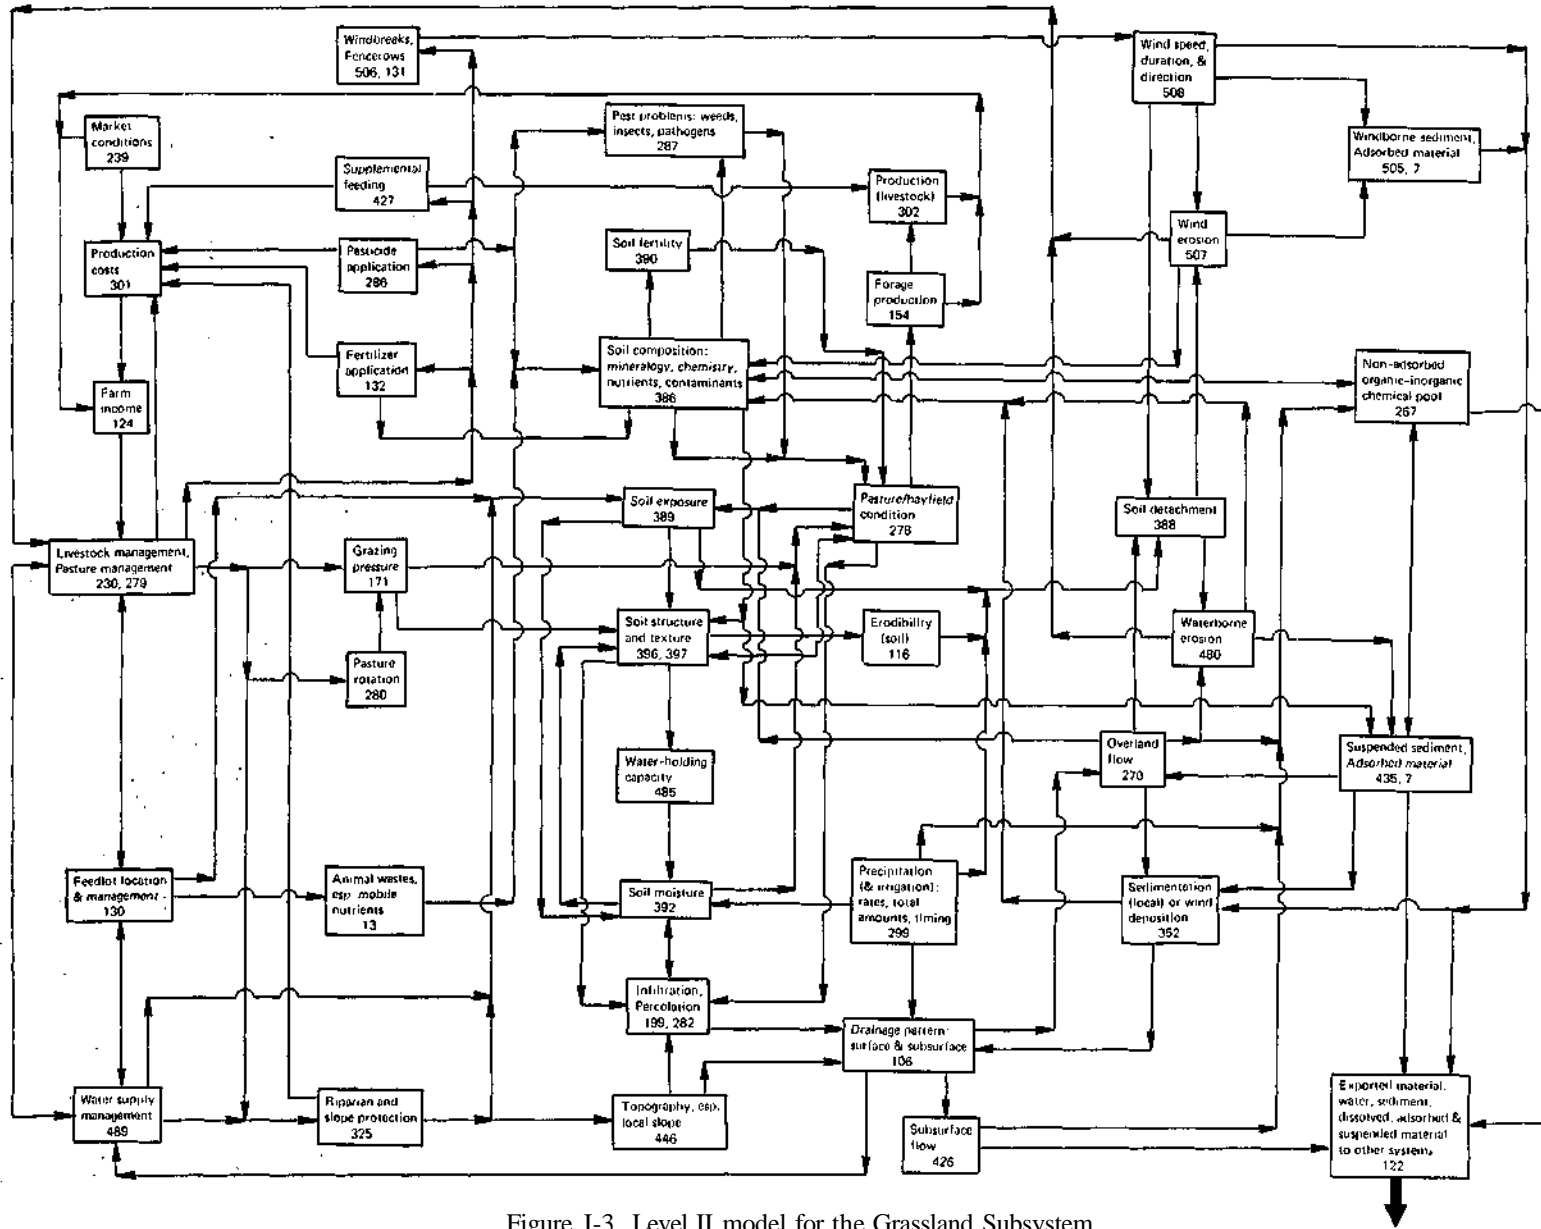 Windbreaks,
Fencerows
506, 131
Wind speed,
duration, &
direction
508
Market
conditions
239
Pest problems: weeds,
insects, pathogens
287
Windborne sediment,
Adsorbed material
505, 7
Supplemental
feeding
427
Production
(livestock)
302
Production
costs
301
Pesticide
application
286
Soil fertility
390
Wind
erosion
507
Forage
production
154
Fertilizer
application
132
Soil composition:
mineralogy, chemistry,
nutrients, contaminants
386
Non-adsorbed
organic-inorganic
chemical pool
267
Farm
income
124
Soil exposure
389
Pasture/hayfield
condition
278
Soil detachment
388
Livestock management,
Pasture management
230, 279
Grazing
pressure
171
Soil structure
and texture
396, 397
Erodibility
(soil)
116
Waterborne
erosion
480
Pasture
rotation
280
Water-holding
capacity
485
Overland
flow
270
Suspended sediment,
Adsorbed material
435, 7
Feedlot location
& management
130
Animal wastes,
esp. mobile
nutrients
13
Soil moisture
392
Precipitation
(& irrigation):
rates, total
amounts, timing
299
Sedimentation
(local) or wind
deposition
352
Infiltration,
Percolation
199, 282
Drainage pattern:
surface & subsurface
106
Water supply
management
489
Riparian and
slope protection
325
Topography, esp.
local slope
446
Subsurface
flow
426
Exported material,
water, sediment,
dissolved, adsorbed &
suspended material
to other systems
122
Figure I-3. Level II model for the Grassland Subsystem